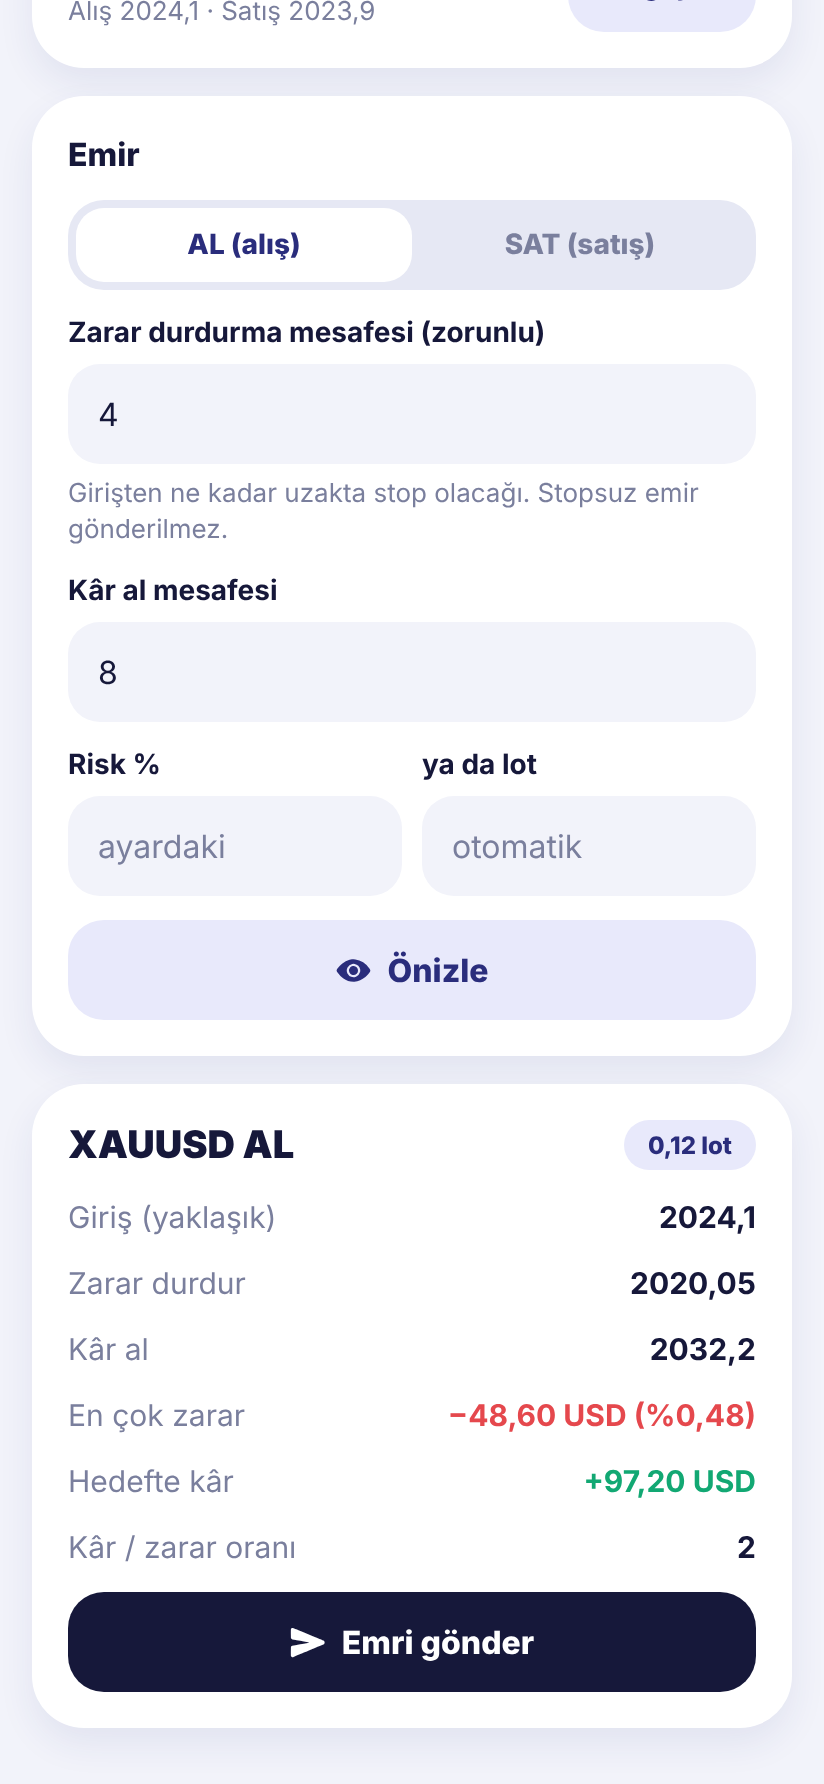 Alış 2024,1 · Satış 2023,9
Emir
AL (alış)
SAT (satış)
Zarar durdurma mesafesi (zorunlu)
4
Girişten ne kadar uzakta stop olacağı. Stopsuz emir
gönderilmez.
Kâr al mesafesi
8
Risk %
ya da lot
ayardaki
otomatik
Önizle
XAUUSD AL
0,12 lot
Giriş (yaklaşık)
2024,1
Zarar durdur
2020,05
Kâr al
2032,2
En çok zarar
−48,60 USD (%0,48)
Hedefte kâr
+97,20 USD
Kâr / zarar oranı
2
Emri gönder